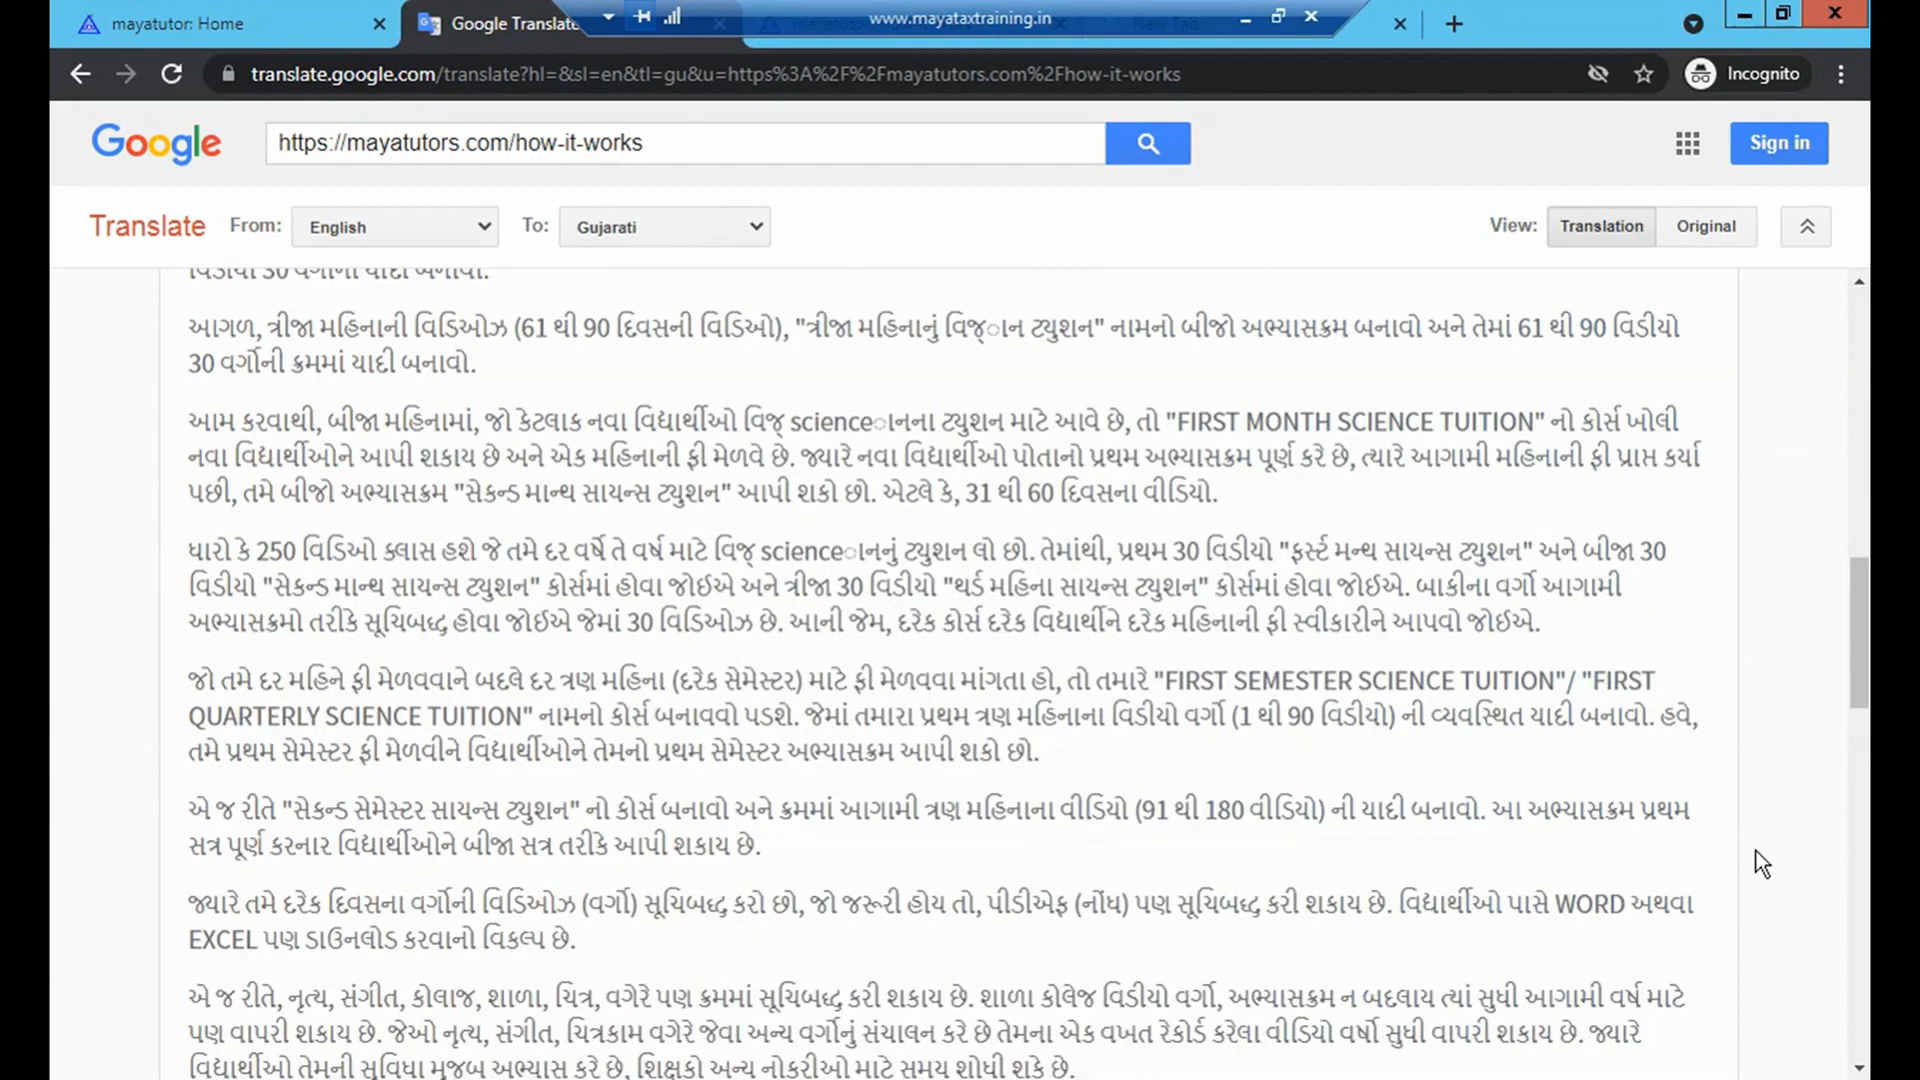 mayatutor: Home
Google Translate
www.mayataxtraining.in
translate.google.com/translate?hl=&sl=en&tl=gu&u=https%3A%2F%2Fmayatutors.com%2Fhow-it-works
Incognito
Google
https://mayatutors.com/how-it-works
Sign in
Translate From: English To: Gujarati View: Translation Original
વિડીયો 30 વર્ગોની યાદી બનાવો.
આગળ, ત્રીજા મહિનાની વિડિઓઝ (61 થી 90 દિવસની વિડિઓ), "ત્રીજા મહિનાનું વિજ્ઞાન ટ્યુશન" નામનો બીજો અભ્યાસક્રમ બનાવો અને તેમાં 61 થી 90 વિડીયો
30 વર્ગોની ક્રમમાં યાદી બનાવો.
આમ કરવાથી, બીજા મહિનામાં, જો કેટલાક નવા વિદ્યાર્થીઓ વિજ્ scienceાનના ટ્યુશન માટે આવે છે, તો "FIRST MONTH SCIENCE TUITION" નો કોર્સ ખોલી
નવા વિદ્યાર્થીઓને આપી શકાય છે અને એક મહિનાની ફી મેળવે છે. જ્યારે નવા વિદ્યાર્થીઓ પોતાનો પ્રથમ અભ્યાસક્રમ પૂર્ણ કરે છે, ત્યારે આગામી મહિનાની ફી પ્રાપ્ત કર્યા
પછી, તમે બીજો અભ્યાસક્રમ "સેકન્ડ માન્થ સાયન્સ ટ્યુશન" આપી શકો છો. એટલે કે, 31 થી 60 દિવસના વીડિયો.
ધારો કે 250 વિડિઓ ક્લાસ હશે જે તમે દર વર્ષે તે વર્ષ માટે વિજ્ scienceાનનું ટ્યુશન લો છો. તેમાંથી, પ્રથમ 30 વિડીયો "ફર્સ્ટ મન્થ સાયન્સ ટ્યુશન" અને બીજા 30
વિડીયો "સેકન્ડ માન્થ સાયન્સ ટ્યુશન" કોર્સમાં હોવા જોઈએ અને ત્રીજા 30 વિડીયો "થર્ડ મહિના સાયન્સ ટ્યુશન" કોર્સમાં હોવા જોઈએ. બાકીના વર્ગો આગામી
અભ્યાસક્રમો તરીકે સૂચિબદ્ધ હોવા જોઈએ જેમાં 30 વિડિઓઝ છે. આની જેમ, દરેક કોર્સ દરેક વિદ્યાર્થીને દરેક મહિનાની ફી સ્વીકારીને આપવો જોઈએ.
જો તમે દર મહિને ફી મેળવવાને બદલે દર ત્રણ મહિના (દરેક સેમેસ્ટર) માટે ફી મેળવવા માંગતા હો, તો તમારે "FIRST SEMESTER SCIENCE TUITION"/ "FIRST
QUARTERLY SCIENCE TUITION" નામનો કોર્સ બનાવવો પડશે. જેમાં તમારા પ્રથમ ત્રણ મહિનાના વિડીયો વર્ગો (1 થી 90 વિડીયો) ની વ્યવસ્થિત યાદી બનાવો. હવે,
તમે પ્રથમ સેમેસ્ટર ફી મેળવીને વિદ્યાર્થીઓને તેમનો પ્રથમ સેમેસ્ટર અભ્યાસક્રમ આપી શકો છો.
એ જ રીતે "સેકન્ડ સેમેસ્ટર સાયન્સ ટ્યુશન" નો કોર્સ બનાવો અને ક્રમમાં આગામી ત્રણ મહિનાના વીડિયો (91 થી 180 વીડિયો) ની યાદી બનાવો. આ અભ્યાસક્રમ પ્રથમ
સત્ર પૂર્ણ કરનાર વિદ્યાર્થીઓને બીજા સત્ર તરીકે આપી શકાય છે.
જ્યારે તમે દરેક દિવસના વર્ગોની વિડિઓઝ (વર્ગો) સૂચિબદ્ધ કરો છો, જો જરૂરી હોય તો, પીડીએફ (નોંધ) પણ સૂચિબદ્ધ કરી શકાય છે. વિદ્યાર્થીઓ પાસે WORD અથવા
EXCEL પણ ડાઉનલોડ કરવાનો વિકલ્પ છે.
એ જ રીતે, નૃત્ય, સંગીત, કોલાજ, શાળા, ચિત્ર, વગેરે પણ ક્રમમાં સૂચિબદ્ધ કરી શકાય છે. શાળા કોલેજ વિડીયો વર્ગો, અભ્યાસક્રમ ન બદલાય ત્યાં સુધી આગામી વર્ષ માટે
પણ વાપરી શકાય છે. જેઓ નૃત્ય, સંગીત, ચિત્રકામ વગેરે જેવા અન્ય વર્ગોનું સંચાલન કરે છે તેમના એક વખત રેકોર્ડ કરેલા વીડિયો વર્ષો સુધી વાપરી શકાય છે. જ્યારે
વિદ્યાર્થીઓ તેમની સુવિધા મુજબ અભ્યાસ કરે છે, શિક્ષકો અન્ય નોકરીઓ માટે સમય શોધી શકે છે.